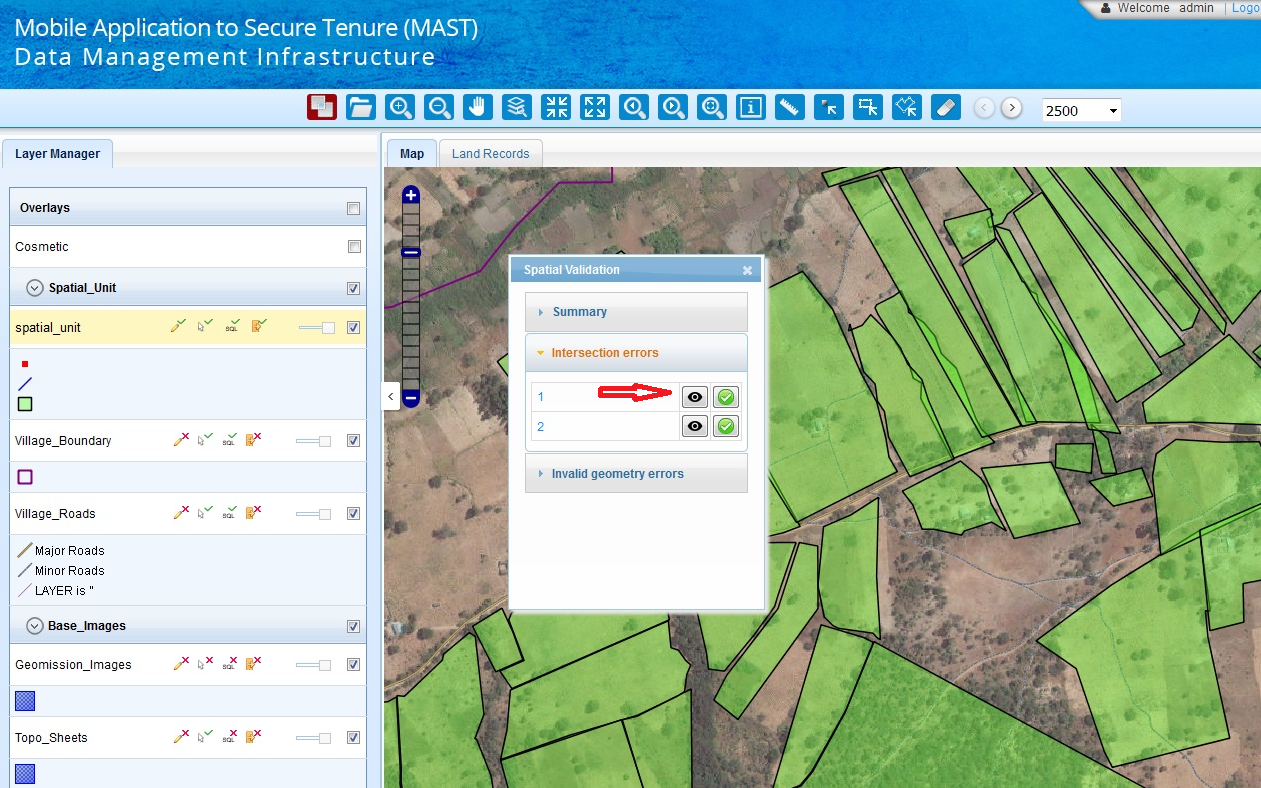 Welcome admin | Logo
Mobile Application to Secure Tenure (MAST)
Data Management Infrastructure
2500
Layer Manager
Map
Land Records
Overlays
Cosmetic
Spatial_Unit
spatial_unit
SQL
Village_Boundary
SQL
Village_Roads
SQL
Major Roads
Minor Roads
LAYER is "
Base_Images
Geomission_Images
SQL
Topo_Sheets
SQL
Spatial Validation
Summary
Intersection errors
1
2
Invalid geometry errors